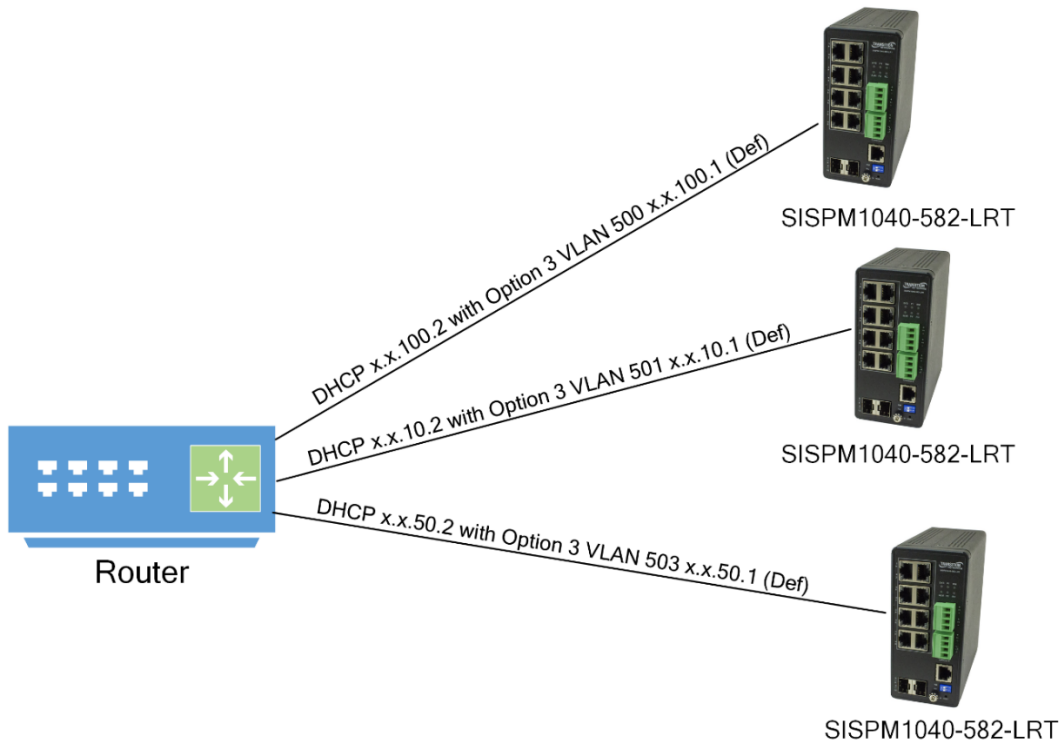 DHCP x.x.100.2 with Option 3 VLAN 500 x.x.100.1 (Def)
SISPM1040-582-LRT
DHCP x.x.10.2 with Option 3 VLAN 501 x.x.10.1 (Def)
SISPM1040-582-LRT
DHCP x.x.50.2 with Option 3 VLAN 503 x.x.50.1 (Def)
Router
SISPM1040-582-LRT